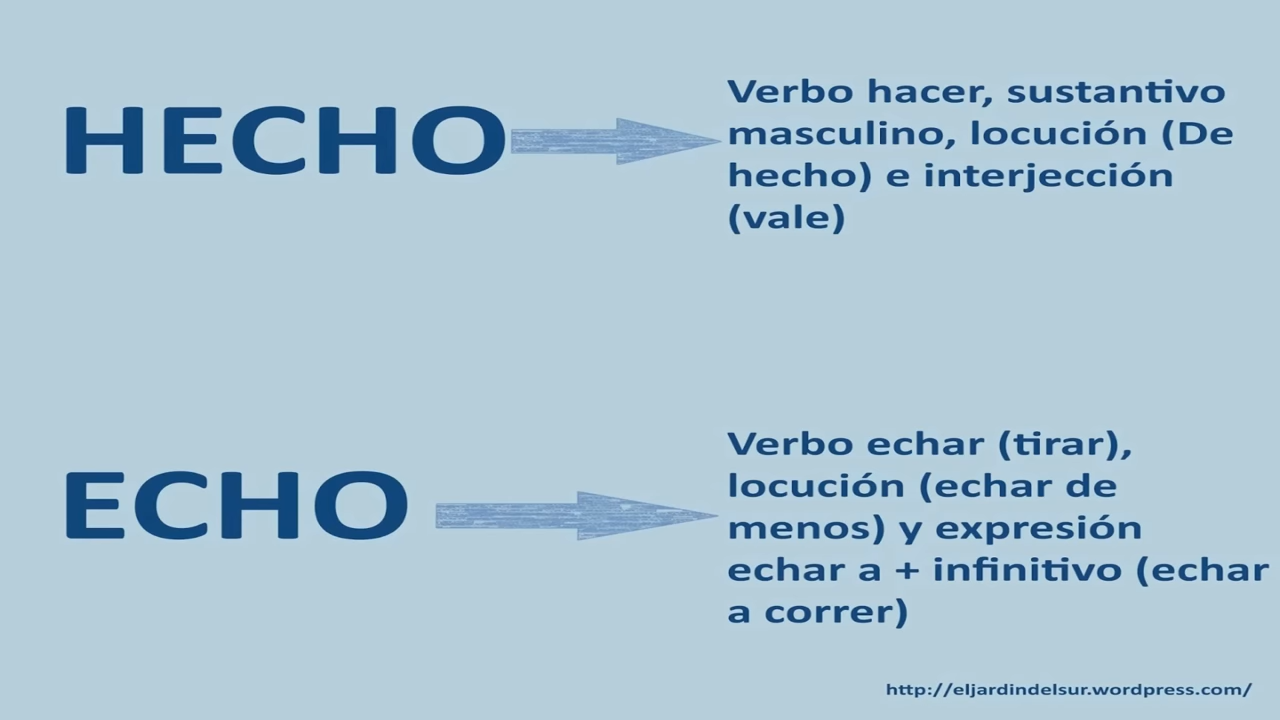 HECHO
Verbo hacer, sustantivo
masculino, locución (De
hecho) e interjección
(vale)
ECHO
Verbo echar (tirar),
locución (echar de
menos) y expresión
echar a + infinitivo (echar
a correr)
http://eljardindelsur.wordpress.com/